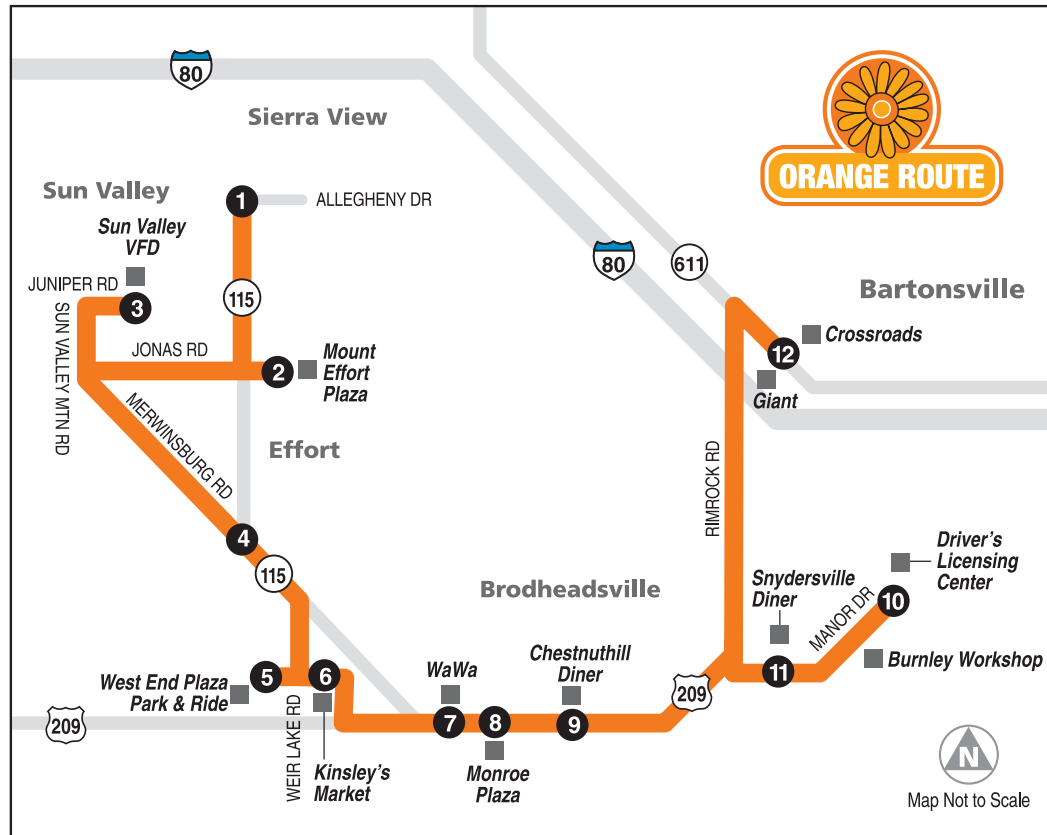 80
Sierra View
ORANGE ROUTE
Sun Valley
1
ALLEGHENY DR
Sun Valley
VFD
JUNIPER RD
3
SUN VALLEY MTN RD
115
JONAS RD
2
Mount
Effort
Plaza
80
611
Bartonsville
Crossroads
12
Giant
MERWINSBURG RD
Effort
4
115
RIMROCK RD
Brodheadsville
Snydersville
Diner
Driver's
Licensing
Center
MANOR DR
10
11
Burnley Workshop
5
6
West End Plaza
Park & Ride
WEIR LAKE RD
209
Kinsley's
Market
WaWa
7
8
Monroe
Plaza
Chestnuthill
Diner
9
209
N
Map Not to Scale